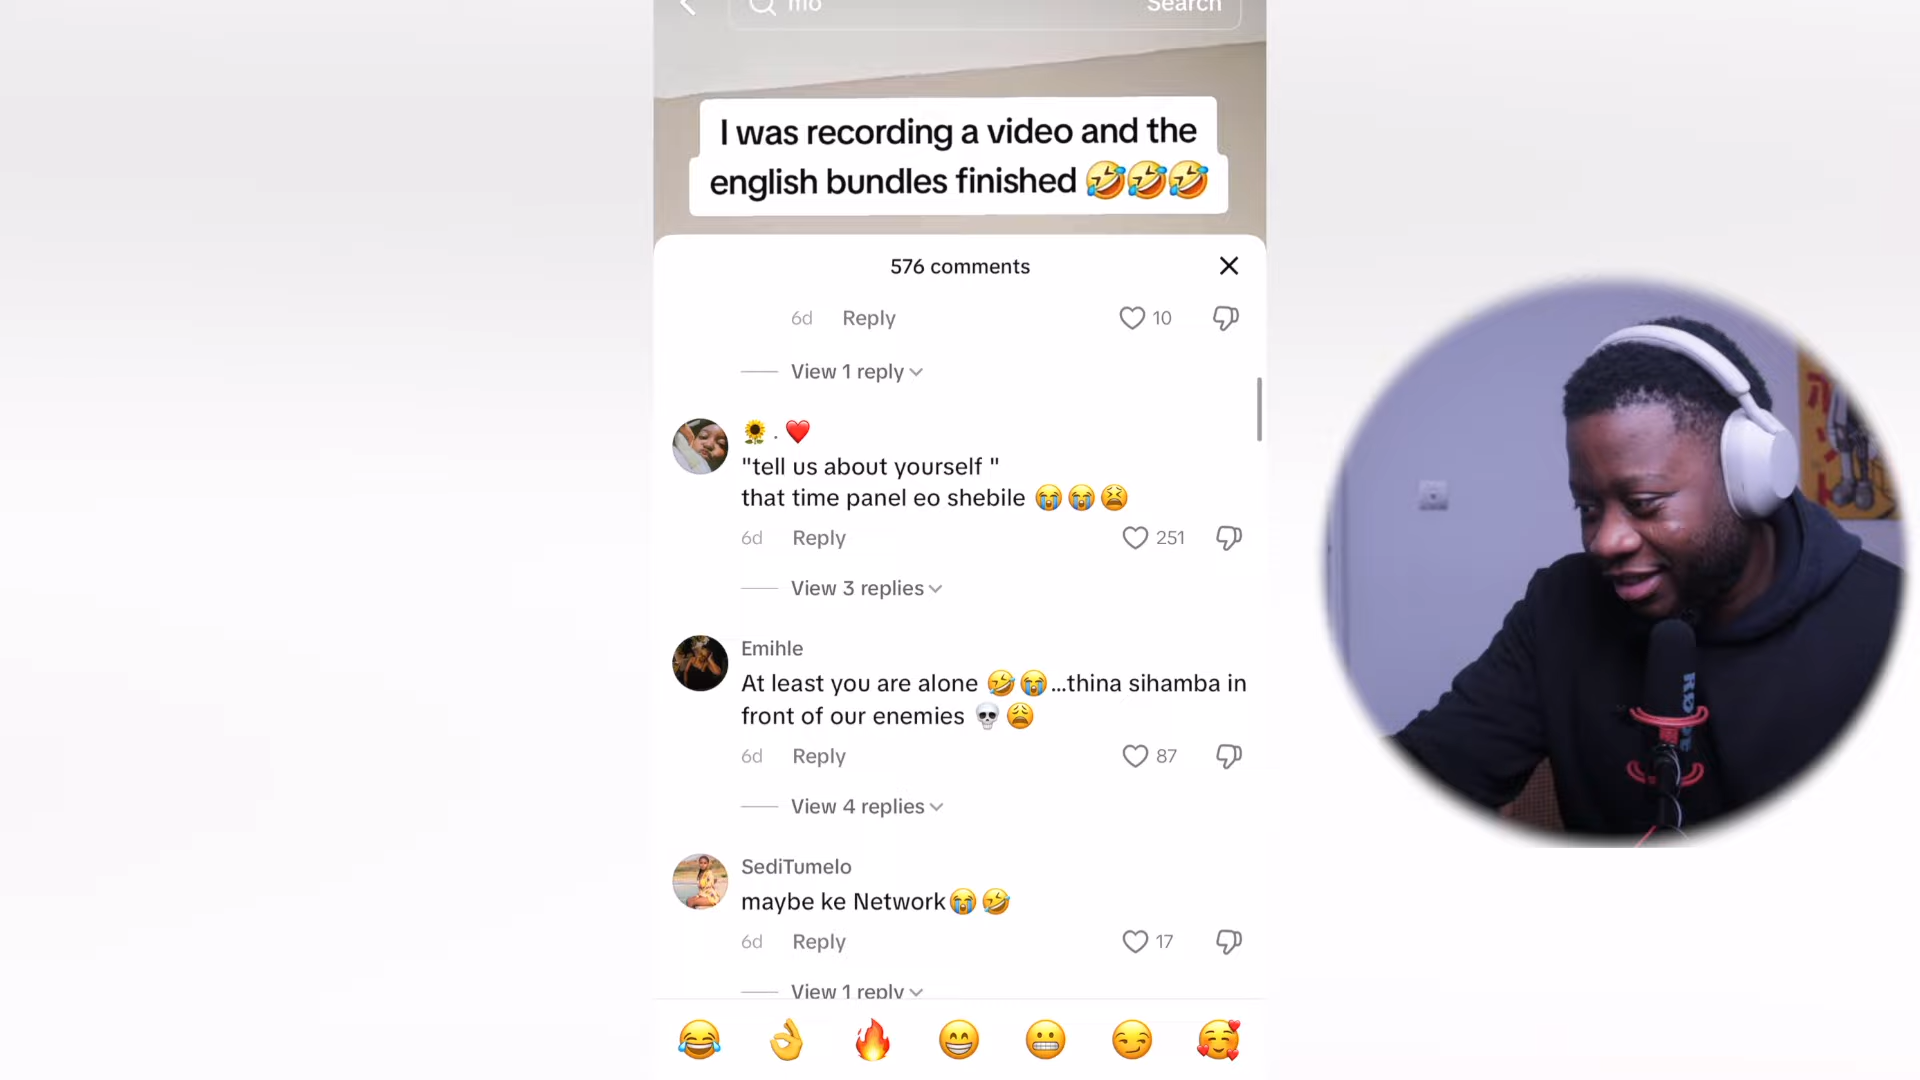 mo
Search
I was recording a video and the
english bundles finished 🤣🤣🤣
576 comments
6d Reply 10
View 1 reply
🌻 . ❤️
"tell us about yourself "
that time panel eo shebile 😭😭😫
6d Reply 251
View 3 replies
Emihle
At least you are alone 🤣😭...thina sihamba in
front of our enemies 💀😩
6d Reply 87
View 4 replies
SediTumelo
maybe ke Network😭🤣
6d Reply 17
View 1 reply